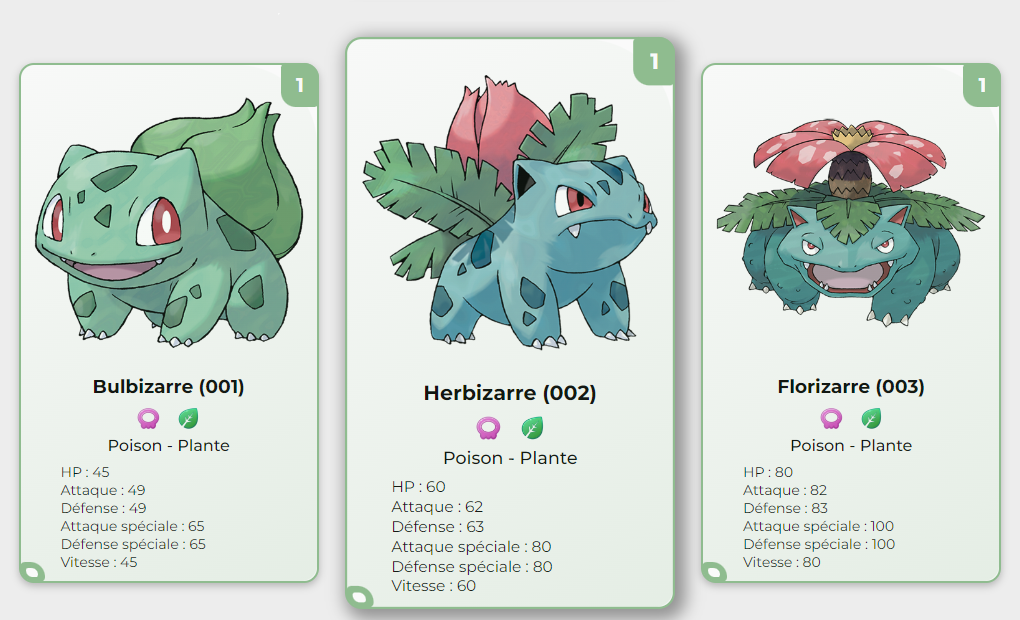 1
Bulbizarre (001)
Poison - Plante
HP : 45
Attaque : 49
Défense : 49
Attaque spéciale : 65
Défense spéciale : 65
Vitesse : 45
1
Herbizarre (002)
Poison - Plante
HP : 60
Attaque : 62
Défense : 63
Attaque spéciale : 80
Défense spéciale : 80
Vitesse : 60
1
Florizarre (003)
Poison - Plante
HP : 80
Attaque : 82
Défense : 83
Attaque spéciale : 100
Défense spéciale : 100
Vitesse : 80